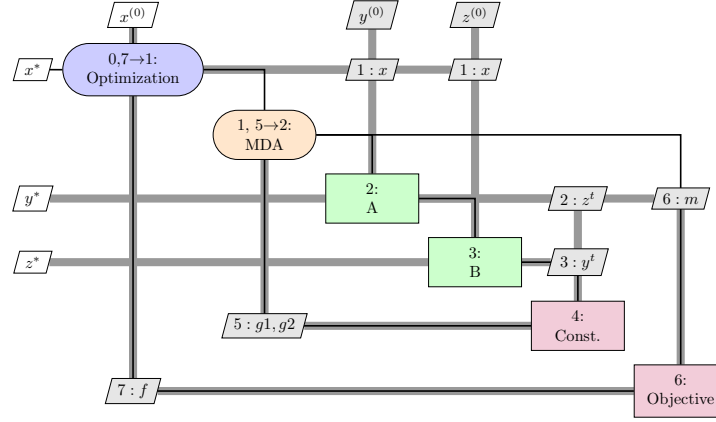 x^(0)
y^(0)
z^(0)
x*
0,7→1:
Optimization
1 : x
1 : x
1, 5→2:
MDA
y*
2:
A
2 : z^t
6 : m
z*
3:
B
3 : y^t
5 : g1, g2
4:
Const.
7 : f
6:
Objective